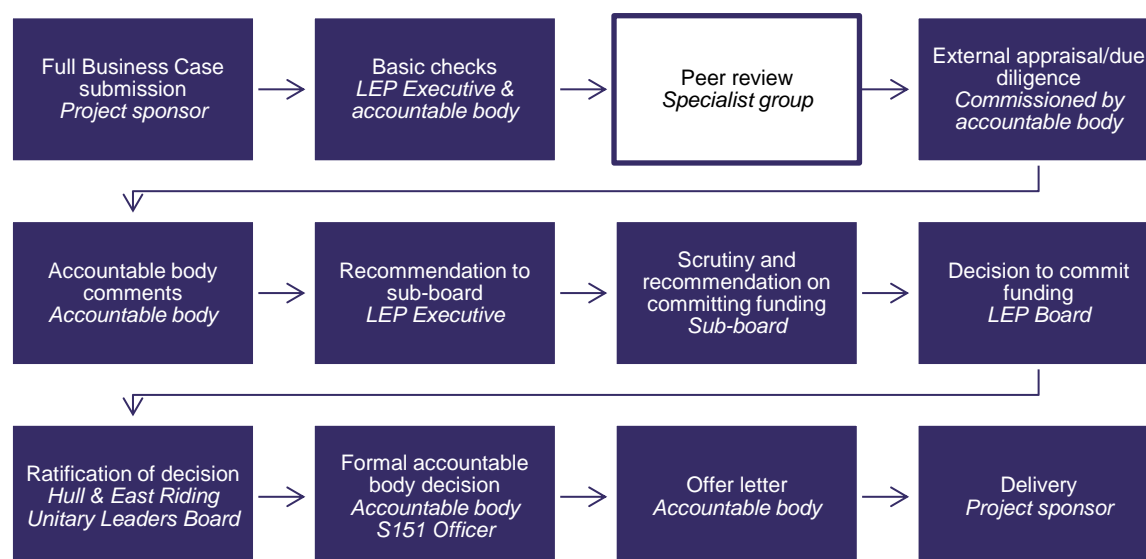 Full Business Case
submission
Project sponsor
Basic checks
LEP Executive &
accountable body
Peer review
Specialist group
External appraisal/due
diligence
Commissioned by
accountable body
Accountable body
comments
Accountable body
Recommendation to
sub-board
LEP Executive
Scrutiny and
recommendation on
committing funding
Sub-board
Decision to commit
funding
LEP Board
Ratification of decision
Hull & East Riding
Unitary Leaders Board
Formal accountable
body decision
Accountable body
S151 Officer
Offer letter
Accountable body
Delivery
Project sponsor